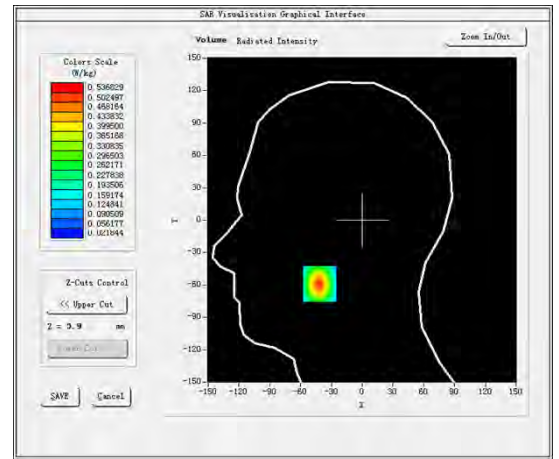 SAR Visualisation Graphical Interface
Volume Radiated Intensity
Zoom In/Out
Colors Scale
(W/kg)
0.536829
0.502497
0.468164
0.433832
0.399500
0.365168
0.330835
0.296503
0.262171
0.227838
0.193506
0.159174
0.124841
0.090509
0.056177
0.021844
150
120
90
60
30
0
-30
-60
-90
-120
-150
Y
-150 -120 -90 -60 -30 0 30 60 90 120 150
X
Z-Cuts Control
<< Upper Cut
Z = 3.9 mm
SAVE
Cancel